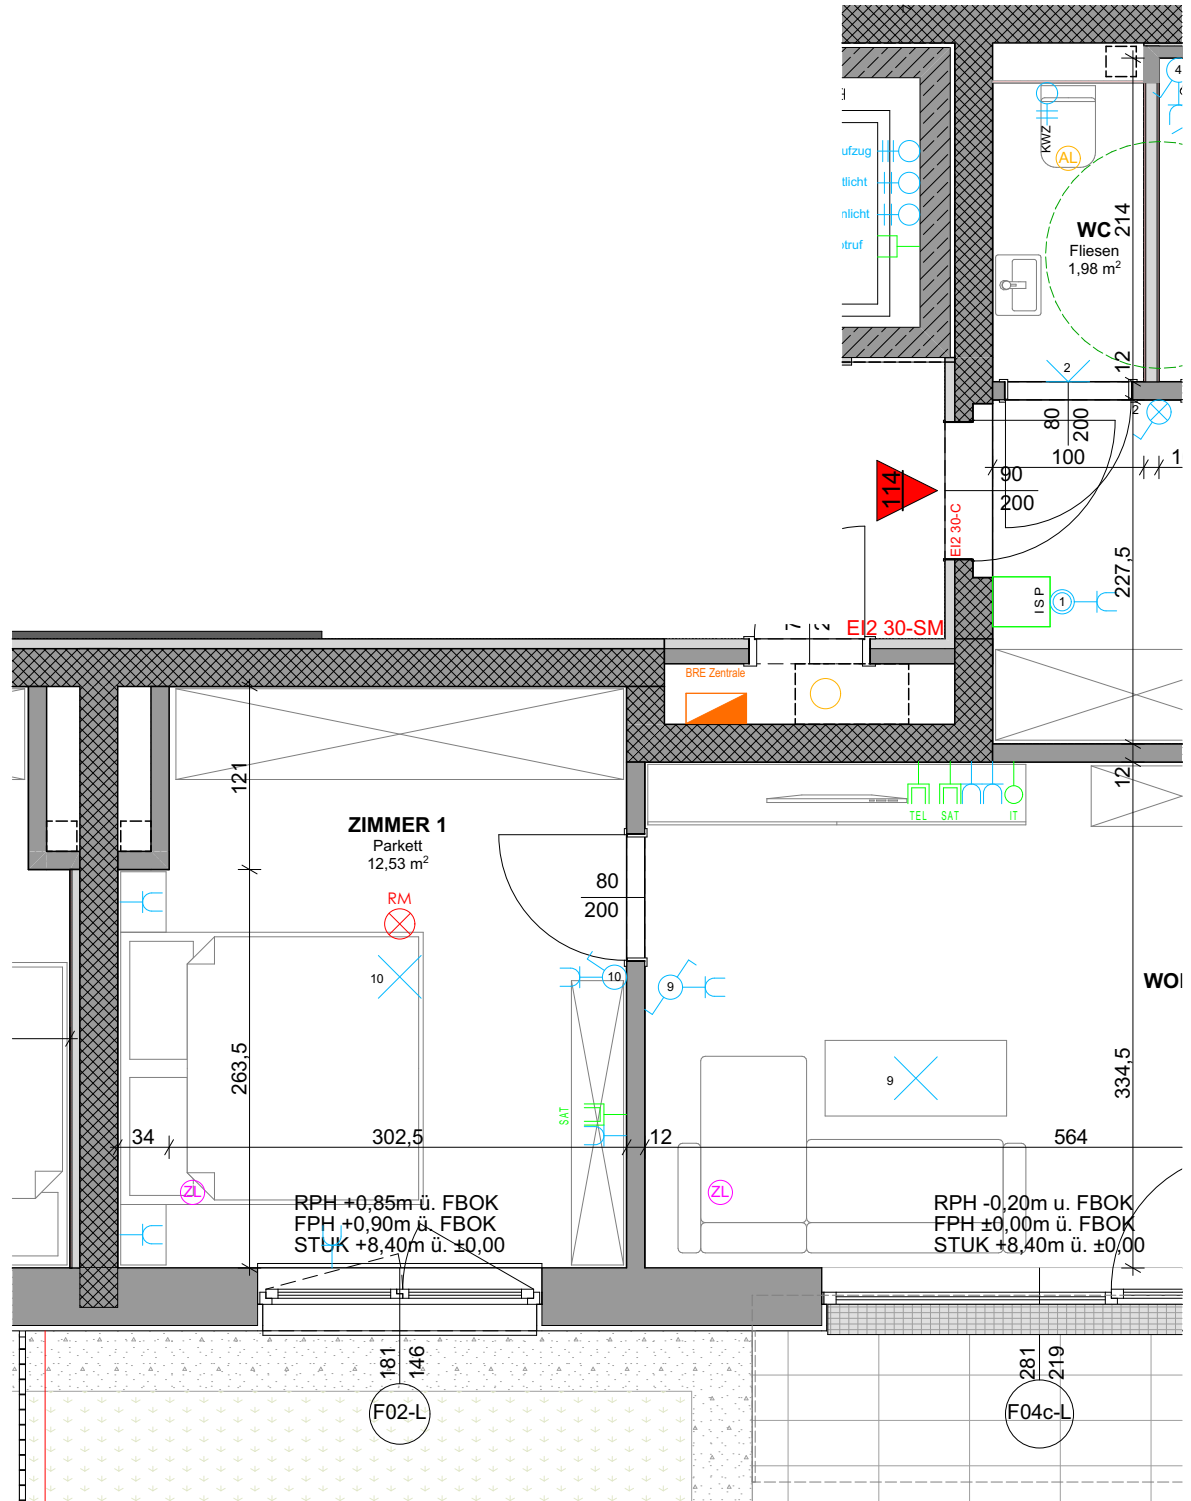 4
KWZ
AL
ufzug
tlicht
nlicht
otruf
WC
Fliesen
1,98 m²
214
12
2
80
200
2
100
1
90
200
114
EI2 30-C
227,5
ISP
1
EI2 30-SM
BRE Zentrale
121
12
TEL
SAT
IT
ZIMMER 1
Parkett
12,53 m²
80
200
RM
10
10
9
WOI
263,5
9
334,5
SAT
34
302,5
12
564
ZL
ZL
RPH +0,85m ü. FBOK
FPH +0,90m ü. FBOK
STUK +8,40m ü. ±0,00
RPH -0,20m u. FBOK
FPH ±0,00m u. FBOK
STUK +8,40m ü. ±0,00
181
146
281
219
F02-L
F04c-L